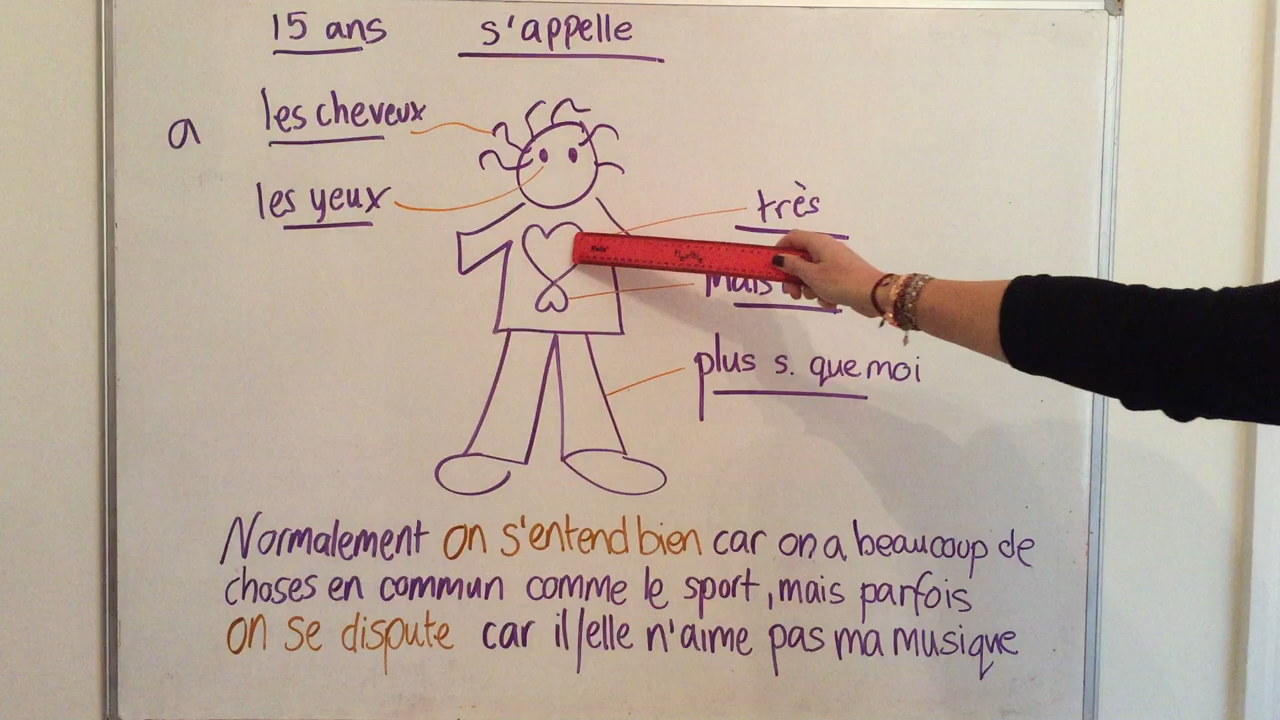 15 ans s'appelle
a les cheveux
les yeux
très
mais
plus s. que moi
Normalement on s'entend bien car on a beaucoup de
choses en commun comme le sport, mais parfois
on se dispute car il/elle n'aime pas ma musique